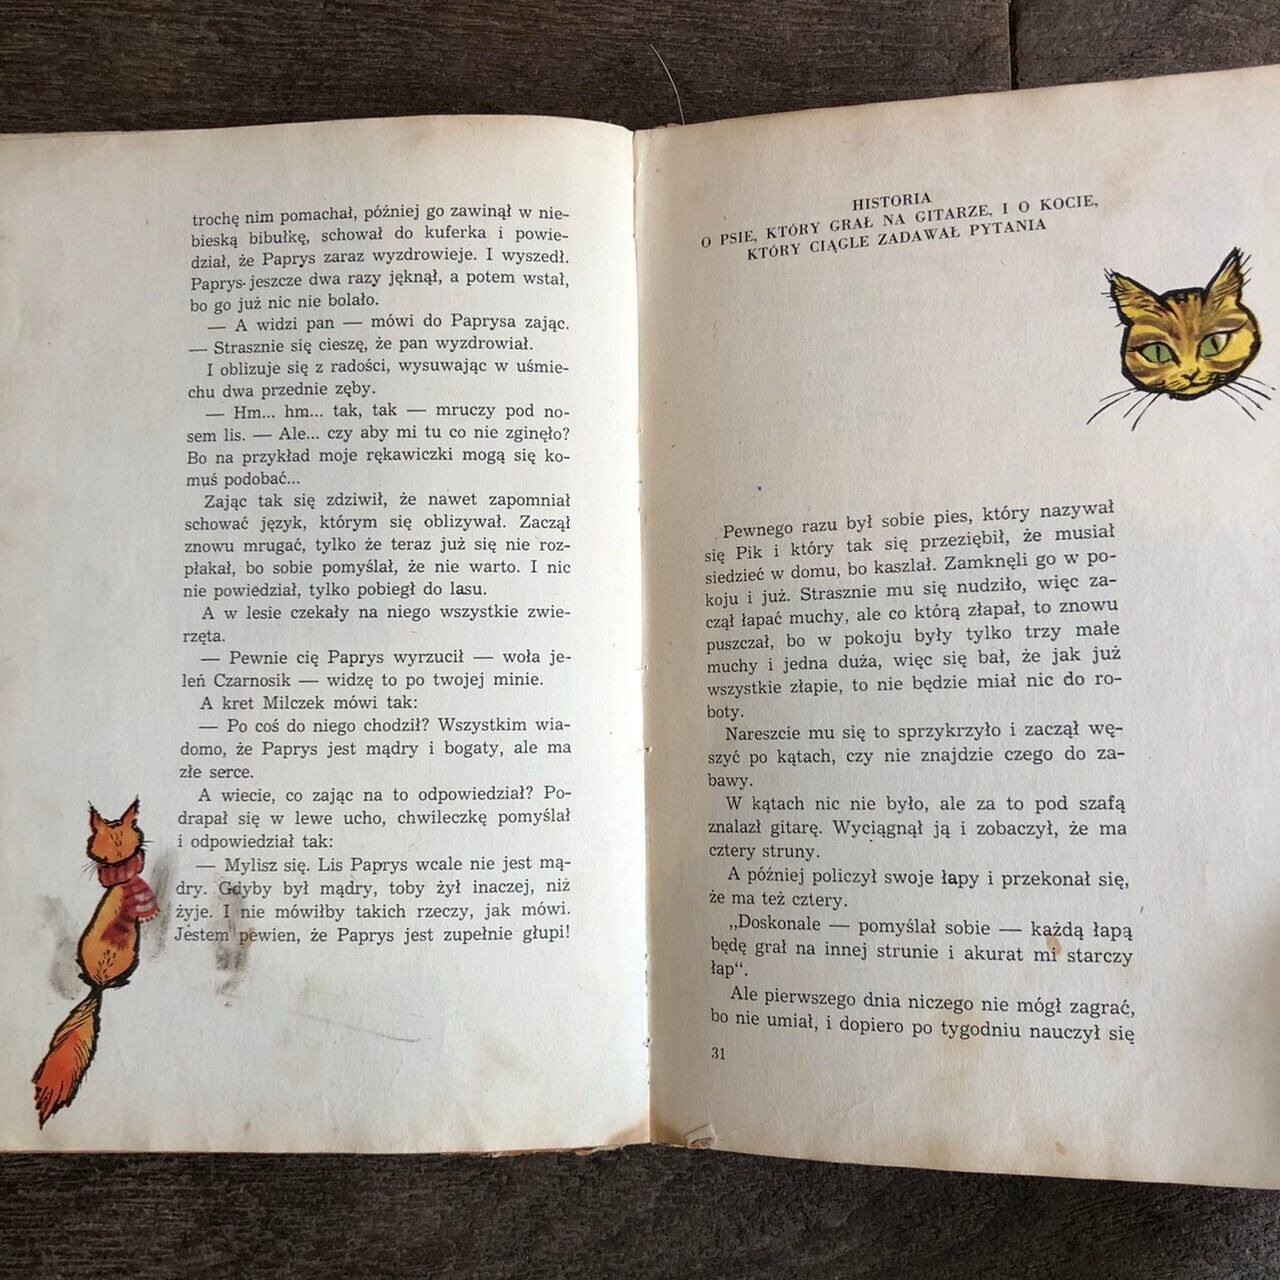 trochę nim pomachał, później go zawinął w nie-
bieską bibułkę, schował do kuferka i powie-
dział, że Paprys zaraz wyzdrowieje. I wyszedł.
Paprys jeszcze dwa razy jęknął, a potem wstał,
bo go już nic nie bolało.
— A widzi pan — mówi do Paprysa zając.
— Strasznie się cieszę, że pan wyzdrowiał.
I oblizuje się z radości, wysuwając w uśmie-
chu dwa przednie zęby.
— Hm... hm... tak, tak — mruczy pod no-
sem lis. — Ale... czy aby mi tu co nie zginęło?
Bo na przykład moje rękawiczki mogą się ko-
muś podobać...
Zając tak się zdziwił, że nawet zapomniał
schować język, którym się oblizywał. Zaczął
znowu mrugać, tylko że teraz już się nie roz-
płakał, bo sobie pomyślał, że nie warto. I nic
nie powiedział, tylko pobiegł do lasu.
A w lesie czekały na niego wszystkie zwie-
rzęta.
— Pewnie cię Paprys wyrzucił — woła je-
leń Czarnosik — widzę to po twojej minie.
A kret Milczek mówi tak:
— Po coś do niego chodził? Wszystkim wia-
domo, że Paprys jest mądry i bogaty, ale ma
złe serce.
A wiecie, co zając na to odpowiedział? Po-
drapał się w lewe ucho, chwileczkę pomyślał
i odpowiedział tak:
— Mylisz się. Lis Paprys wcale nie jest mą-
dry. Gdyby był mądry, toby żył inaczej, niż
żyje. I nie mówiłby takich rzeczy, jak mówi.
Jestem pewien, że Paprys jest zupełnie głupi!
HISTORIA
O PSIE, KTÓRY GRAŁ NA GITARZE, I O KOCIE,
KTÓRY CIĄGLE ZADAWAŁ PYTANIA
Pewnego razu był sobie pies, który nazywał
się Pik i który tak się przeziębił, że musiał
siedzieć w domu, bo kaszlał. Zamknęli go w po-
koju i już. Strasznie mu się nudziło, więc za-
czął łapać muchy, ale co którą złapał, to znowu
puszczał, bo w pokoju były tylko trzy małe
muchy i jedna duża, więc się bał, że jak już
wszystkie złapie, to nie będzie miał nic do ro-
boty.
Nareszcie mu się to sprzykrzyło i zaczął wę-
szyć po kątach, czy nie znajdzie czego do za-
bawy.
W kątach nic nie było, ale za to pod szafą
znalazł gitarę. Wyciągnął ją i zobaczył, że ma
cztery struny.
A później policzył swoje łapy i przekonał się,
że ma też cztery.
„Doskonale — pomyślał sobie — każdą łapą
będę grał na innej strunie i akurat mi starczy
łap“.
Ale pierwszego dnia niczego nie mógł zagrać,
bo nie umiał, i dopiero po tygodniu nauczył się
31